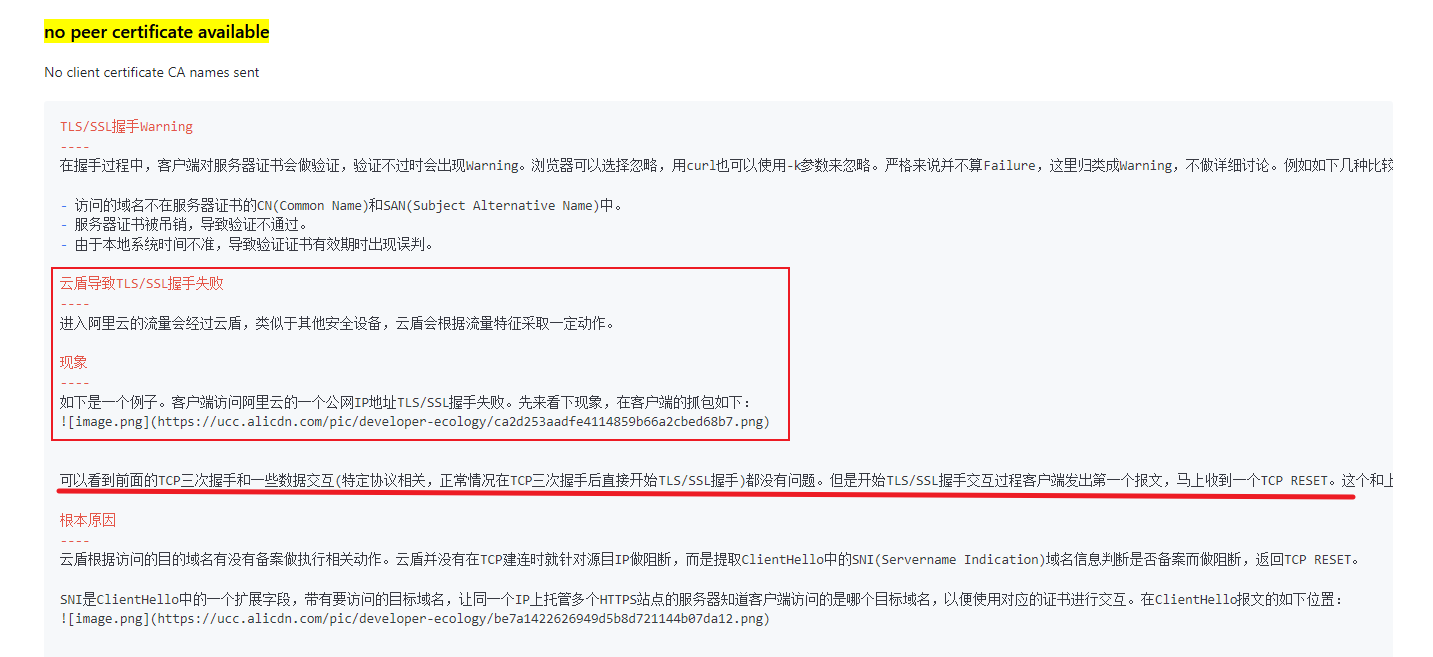 no peer certificate available
No client certificate CA names sent
TLS/SSL握手Warning
----
在握手过程中，客户端对服务器证书会做验证，验证不过时会出现Warning。浏览器可以选择忽略，用curl也可以使用-k参数来忽略。严格来说并不算Failure，这里归类成Warning，不做详细讨论。例如如下几种比较
- 访问的域名不在服务器证书的CN(Common Name)和SAN(Subject Alternative Name)中。
- 服务器证书被吊销，导致验证不通过。
- 由于本地系统时间不准，导致验证证书有效期时出现误判。
云盾导致TLS/SSL握手失败
----
进入阿里云的流量会经过云盾，类似于其他安全设备，云盾会根据流量特征采取一定动作。
现象
----
如下是一个例子。客户端访问阿里云的一个公网IP地址TLS/SSL握手失败。先来看下现象，在客户端的抓包如下：
![image.png](https://ucc.alicdn.com/pic/developer-ecology/ca2d253aadfe4114859b66a2cbed68b7.png)
可以看到前面的TCP三次握手和一些数据交互(特定协议相关，正常情况在TCP三次握手后直接开始TLS/SSL握手)都没有问题。但是开始TLS/SSL握手交互过程客户端发出第一个报文，马上收到一个TCP RESET。这个和上
根本原因
----
云盾根据访问的目的域名有没有备案做执行相关动作。云盾并没有在TCP建连时就针对源目IP做阻断，而是提取ClientHello中的SNI(Servername Indication)域名信息判断是否备案而做阻断，返回TCP RESET。
SNI是ClientHello中的一个扩展字段，带有要访问的目标域名，让同一个IP上托管多个HTTPS站点的服务器知道客户端访问的是哪个目标域名，以便使用对应的证书进行交互。在ClientHello报文的如下位置：
![image.png](https://ucc.alicdn.com/pic/developer-ecology/be7a1422626949d5b8d721144b07da12.png)